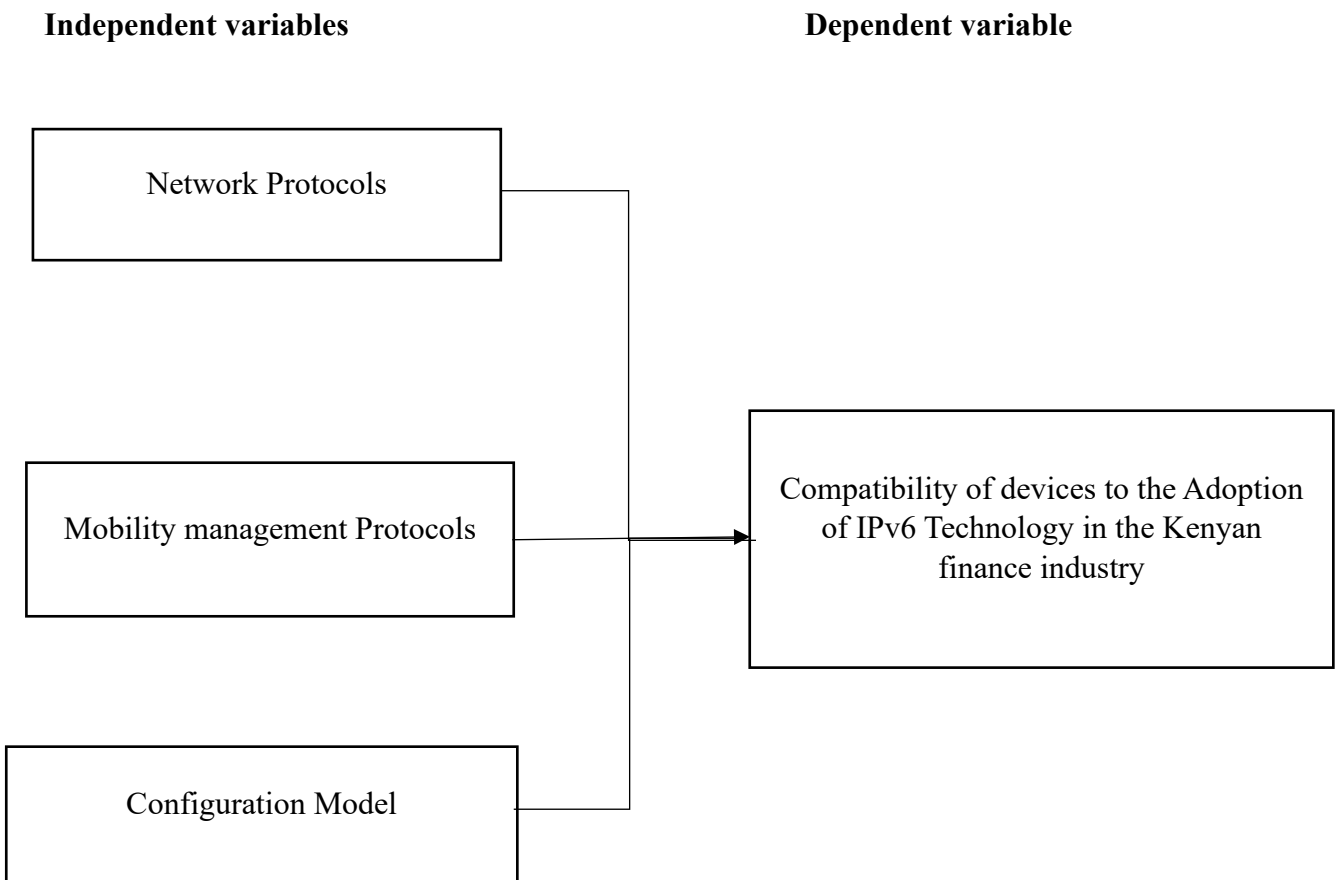 Independent variables
Dependent variable
Network Protocols
Mobility management Protocols
Compatibility of devices to the Adoption
of IPv6 Technology in the Kenyan
finance industry
Configuration Model